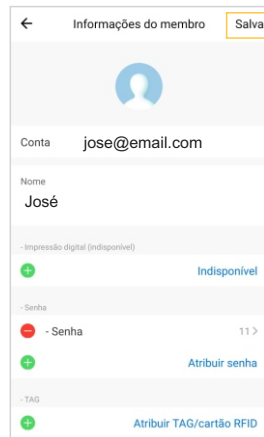 Informações do membro Salva
Conta jose@email.com
Nome
José
- Impressão digital (indisponível)
Indisponível
- Senha
- Senha 11 >
Atribuir senha
- TAG
Atribuir TAG/cartão RFID